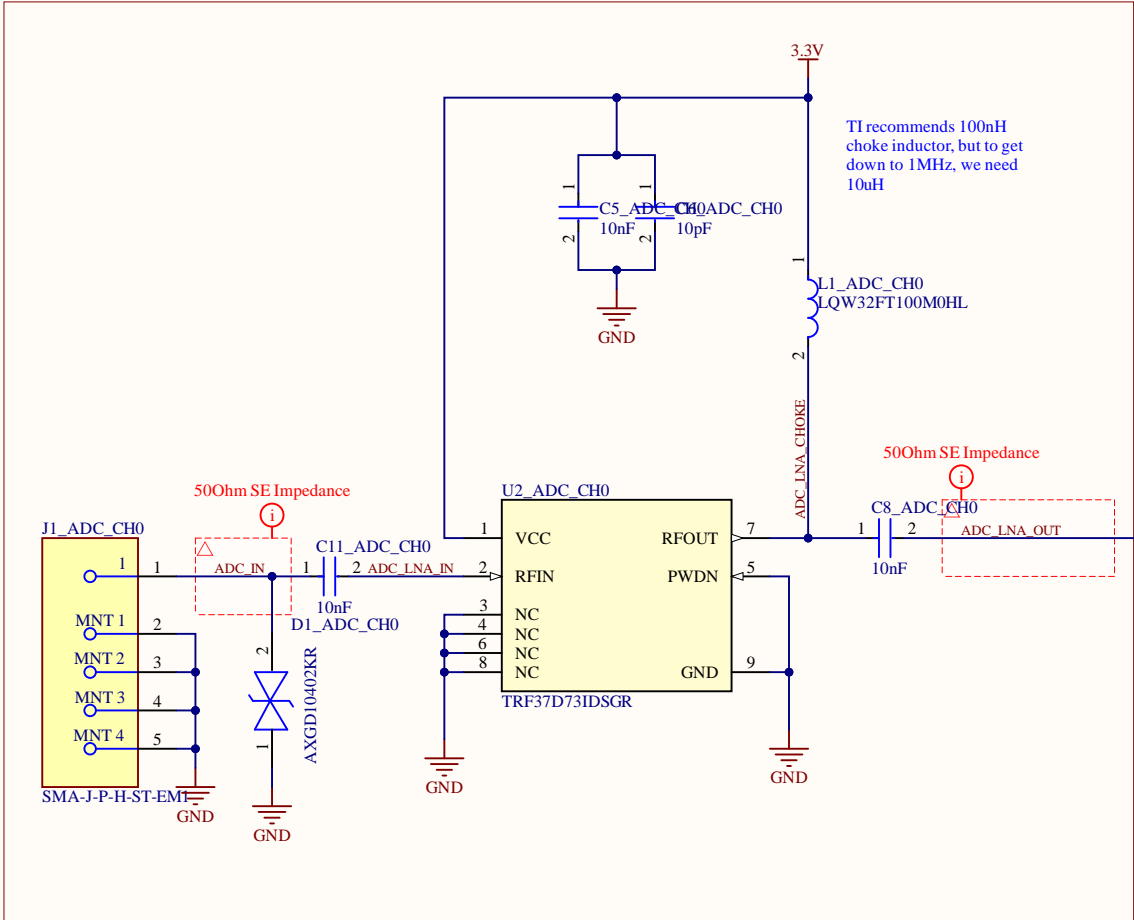 3.3V
TI recommends 100nH
choke inductor, but to get
down to 1MHz, we need
10uH
1
1
C5_ADC_CH0
C6_ADC_CH0
10nF
10pF
2
2
GND
1
L1_ADC_CH0
LQW32FT100M0HL
2
ADC_LNA_CHOKE
50Ohm SE Impedance
i
50Ohm SE Impedance
i
U2_ADC_CH0
1
VCC
RFOUT
7
2
RFIN
PWDN
5
3
NC
4
NC
6
NC
8
NC
GND
9
TRF37D73IDSGR
C8_ADC_CH0
1
2
10nF
ADC_LNA_OUT
J1_ADC_CH0
1
1
MNT 1
2
MNT 2
3
MNT 3
4
MNT 4
5
SMA-J-P-H-ST-EM1
GND
ADC_IN
C11_ADC_CH0
1
2
ADC_LNA_IN
10nF
D1_ADC_CH0
2
AXGD10402KR
1
GND
GND
GND